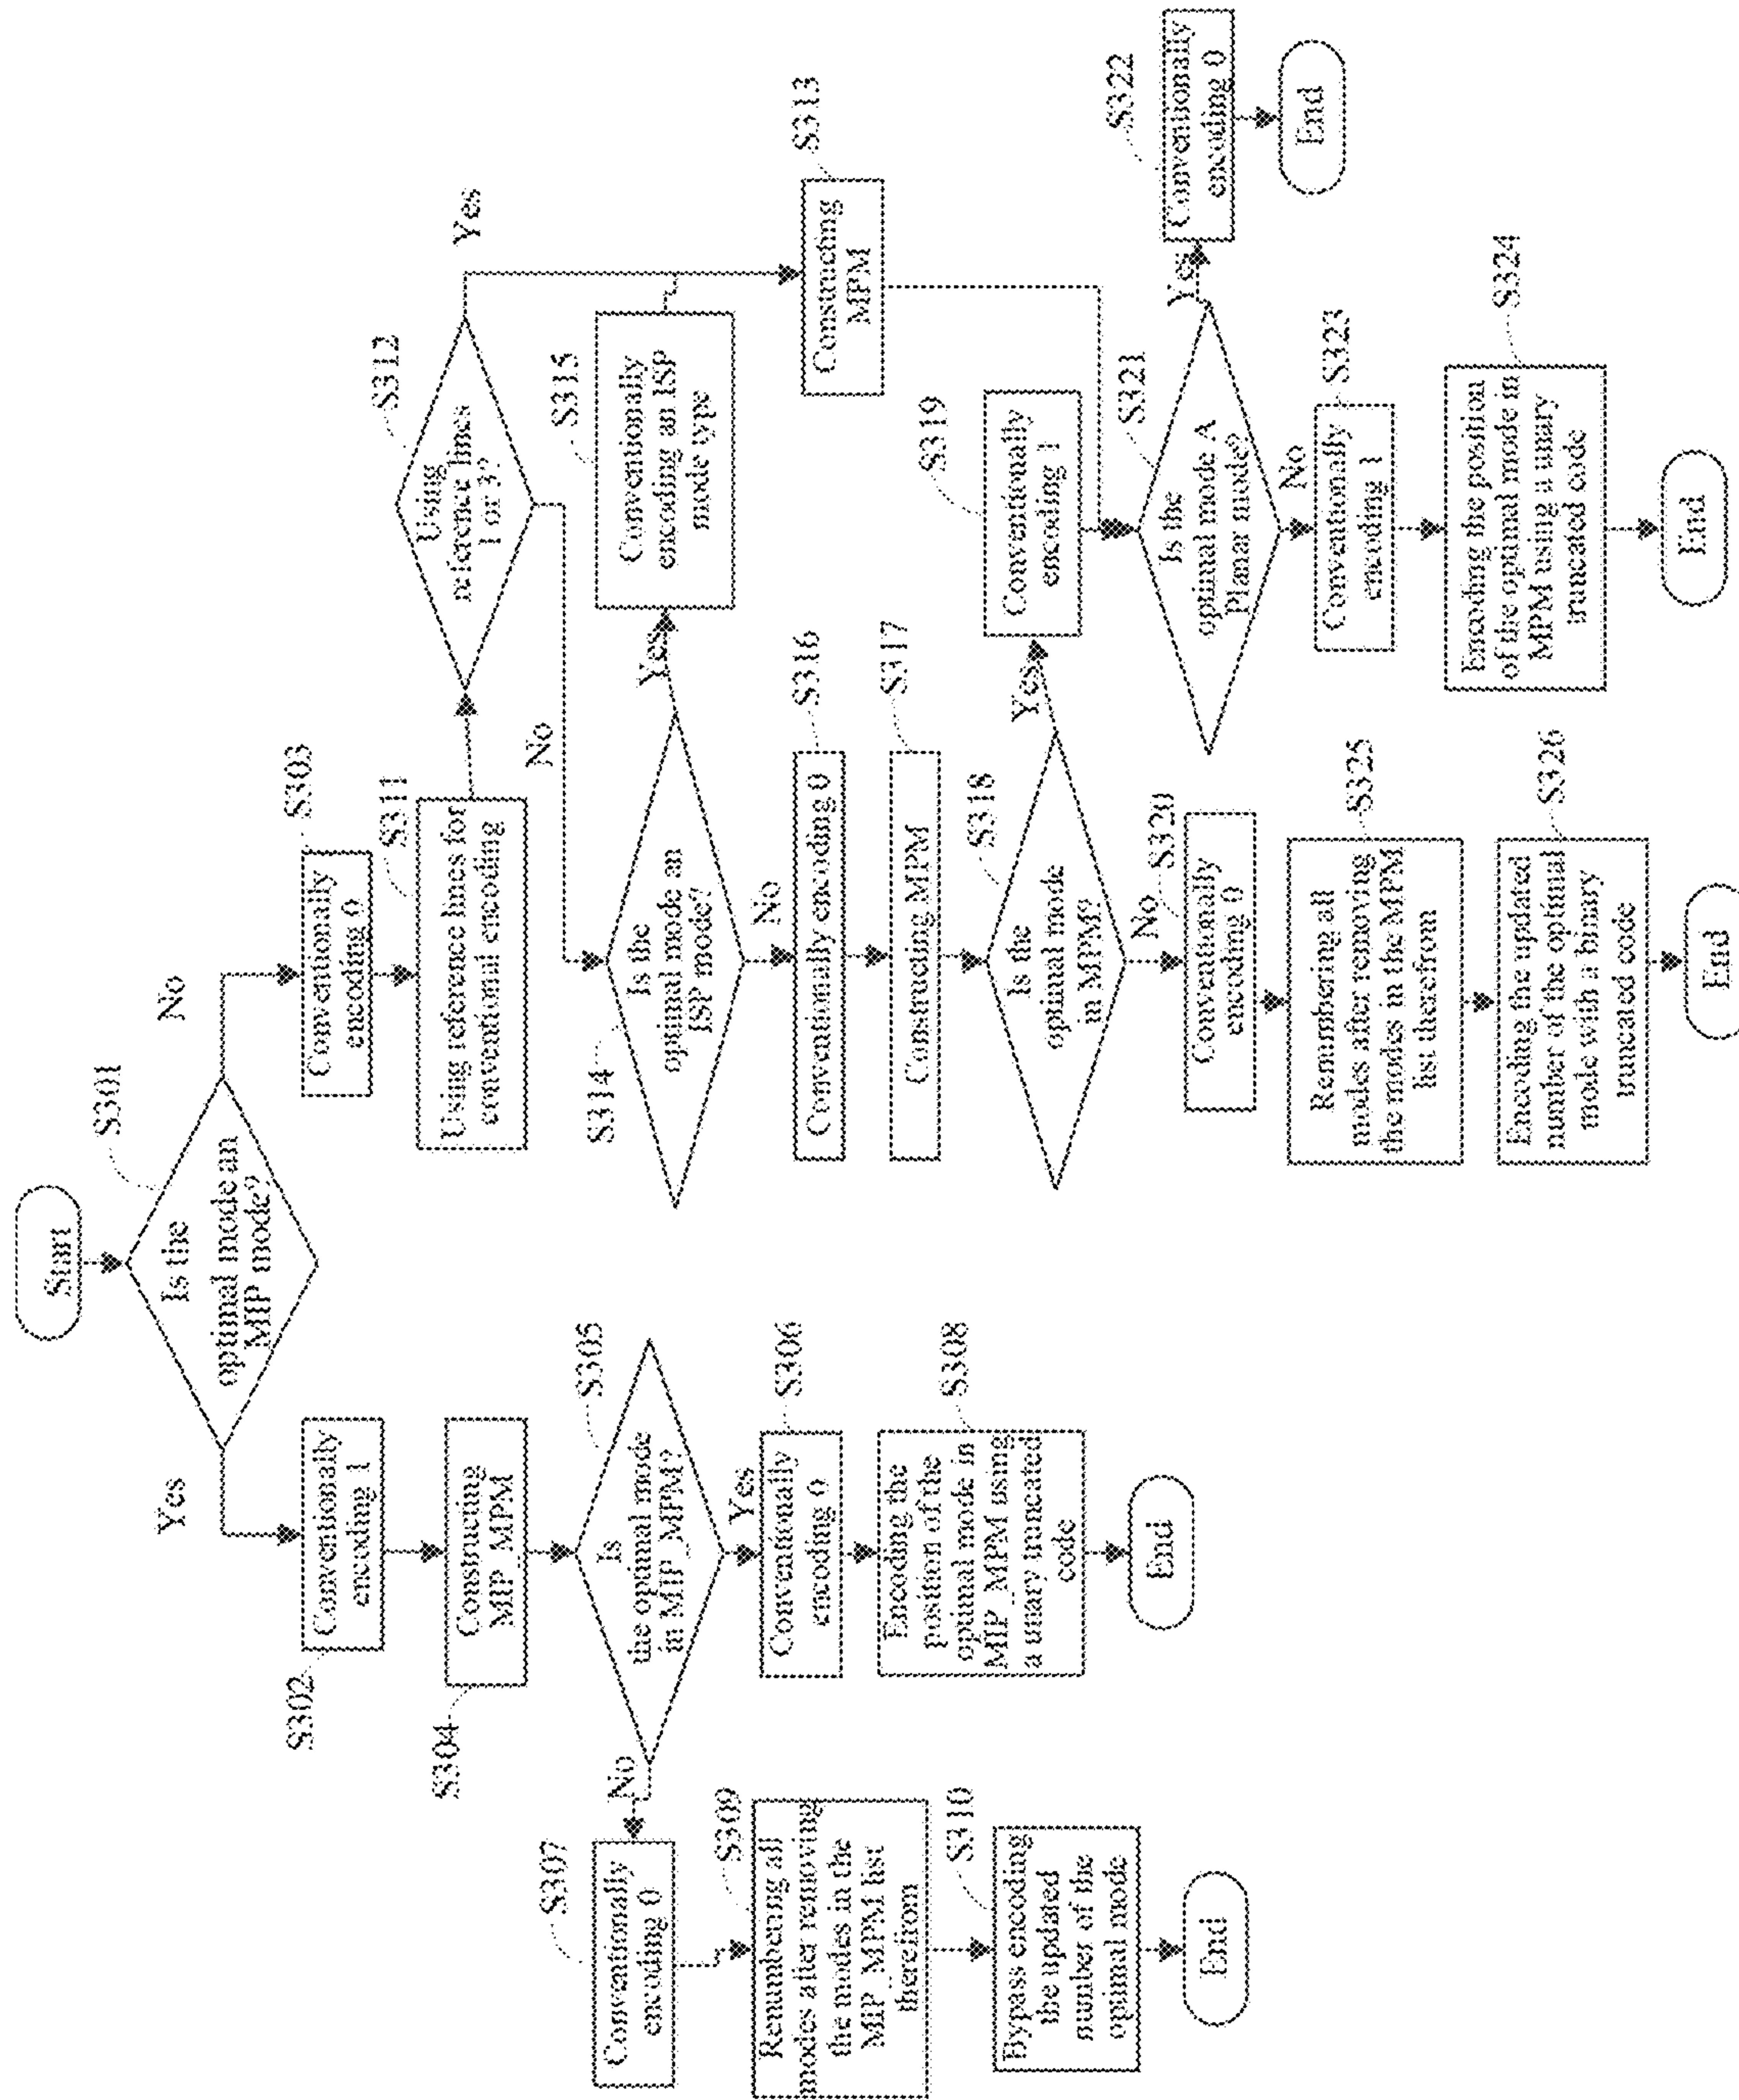 Start
S301
Is the
optimal mode an
MIP mode?
Yes
No
S302
Conventionally
encoding 1
S303
Conventionally
encoding 0
S304
Constructing
MIP_MPM
S311
Using reference lines for
conventional encoding
S305
Is
the optimal mode
in MIP_MPM?
No
Yes
S312
Using
reference lines
1 or 3?
Yes
No
S307
Conventionally
encoding 0
S306
Conventionally
encoding 0
S309
Renumbering all
modes after removing
the modes in the
MIP_MPM list
therefrom
S308
Encoding the
position of the
optimal mode in
MIP_MPM using
a unary truncated
code
End
S310
Bypass encoding
the updated
number of the
optimal mode
End
S314
Is the
optimal mode an
ISP mode?
Yes
No
S315
Conventionally
encoding an ISP
mode type
S313
Constructing
MPM
S316
Conventionally encoding 0
S317
Constructing MPM
S318
Is the
optimal mode
in MPM?
Yes
No
S319
Conventionally
encoding 1
S320
Conventionally
encoding 0
S321
Is the
optimal mode A
Planar mode?
Yes
No
S322
Conventionally
encoding 0
End
S323
Conventionally
encoding 1
S325
Renumbering all
modes after removing
the modes in the MPM
list therefrom
S324
Encoding the position
of the optimal mode in
MPM using a unary
truncated code
End
S326
Encoding the updated
number of the optimal
mode with a binary
truncated code
End